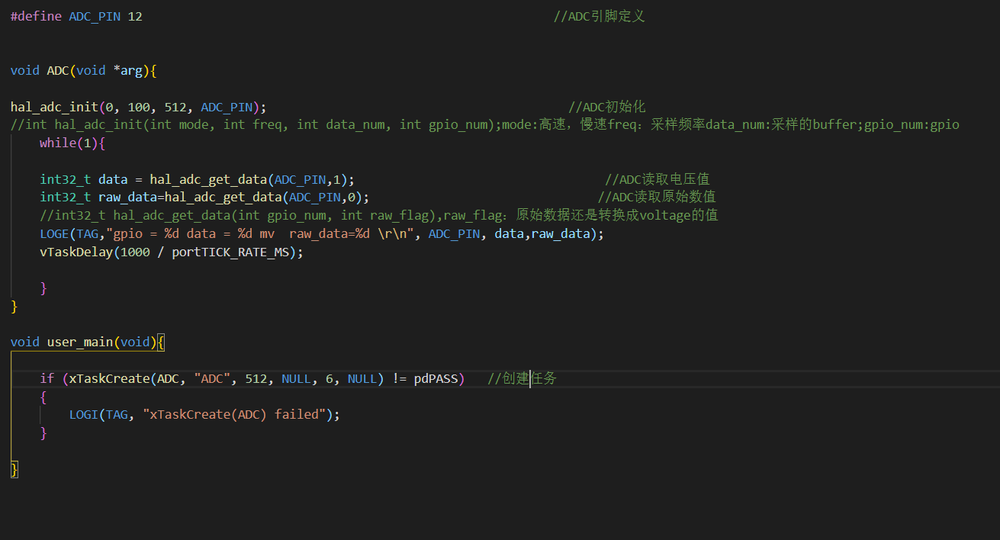 #define ADC_PIN 12 //ADC引脚定义
void ADC(void *arg){
hal_adc_init(0, 100, 512, ADC_PIN); //ADC初始化
//int hal_adc_init(int mode, int freq, int data_num, int gpio_num);mode:高速，慢速freq：采样频率data_num:采样的buffer;gpio_num:gpio
while(1){
int32_t data = hal_adc_get_data(ADC_PIN,1); //ADC读取电压值
int32_t raw_data=hal_adc_get_data(ADC_PIN,0); //ADC读取原始数值
//int32_t hal_adc_get_data(int gpio_num, int raw_flag),raw_flag：原始数据还是转换成voltage的值
LOGE(TAG,"gpio = %d data = %d mv  raw_data=%d \r\n", ADC_PIN, data,raw_data);
vTaskDelay(1000 / portTICK_RATE_MS);
}
}
void user_main(void){
if (xTaskCreate(ADC, "ADC", 512, NULL, 6, NULL) != pdPASS) //创建任务
{
LOGI(TAG, "xTaskCreate(ADC) failed");
}
}